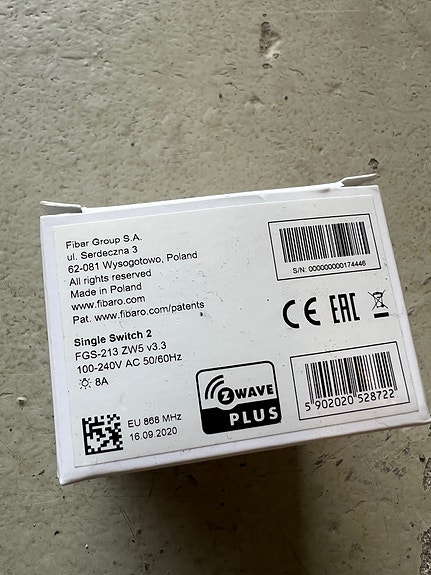 Fibar Group S.A.
ul. Serdeczna 3
62-081 Wysogotowo, Poland
All rights reserved
Made in Poland
www.fibaro.com
Pat. www.fibaro.com/patents
Single Switch 2
FGS-213 ZW5 v3.3
100-240V AC 50/60Hz
8A
EU 868 MHz
16.09.2020
S/N: 000000000174446
CE EAC
Z WAVE
PLUS
5 902020 528722